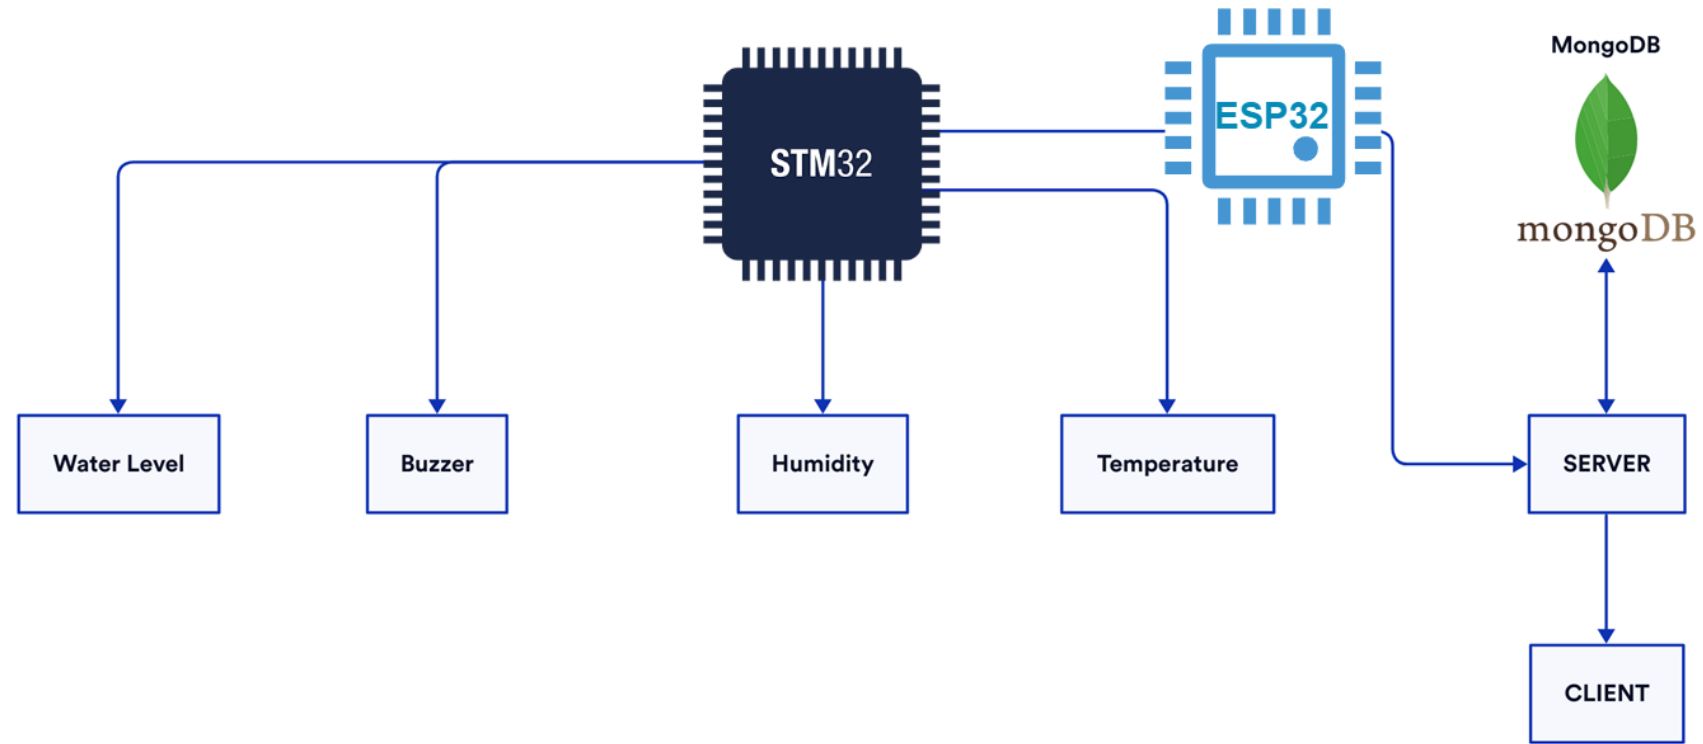 MongoDB
ESP32
STM32
mongoDB
Water Level
Buzzer
Humidity
Temperature
SERVER
CLIENT